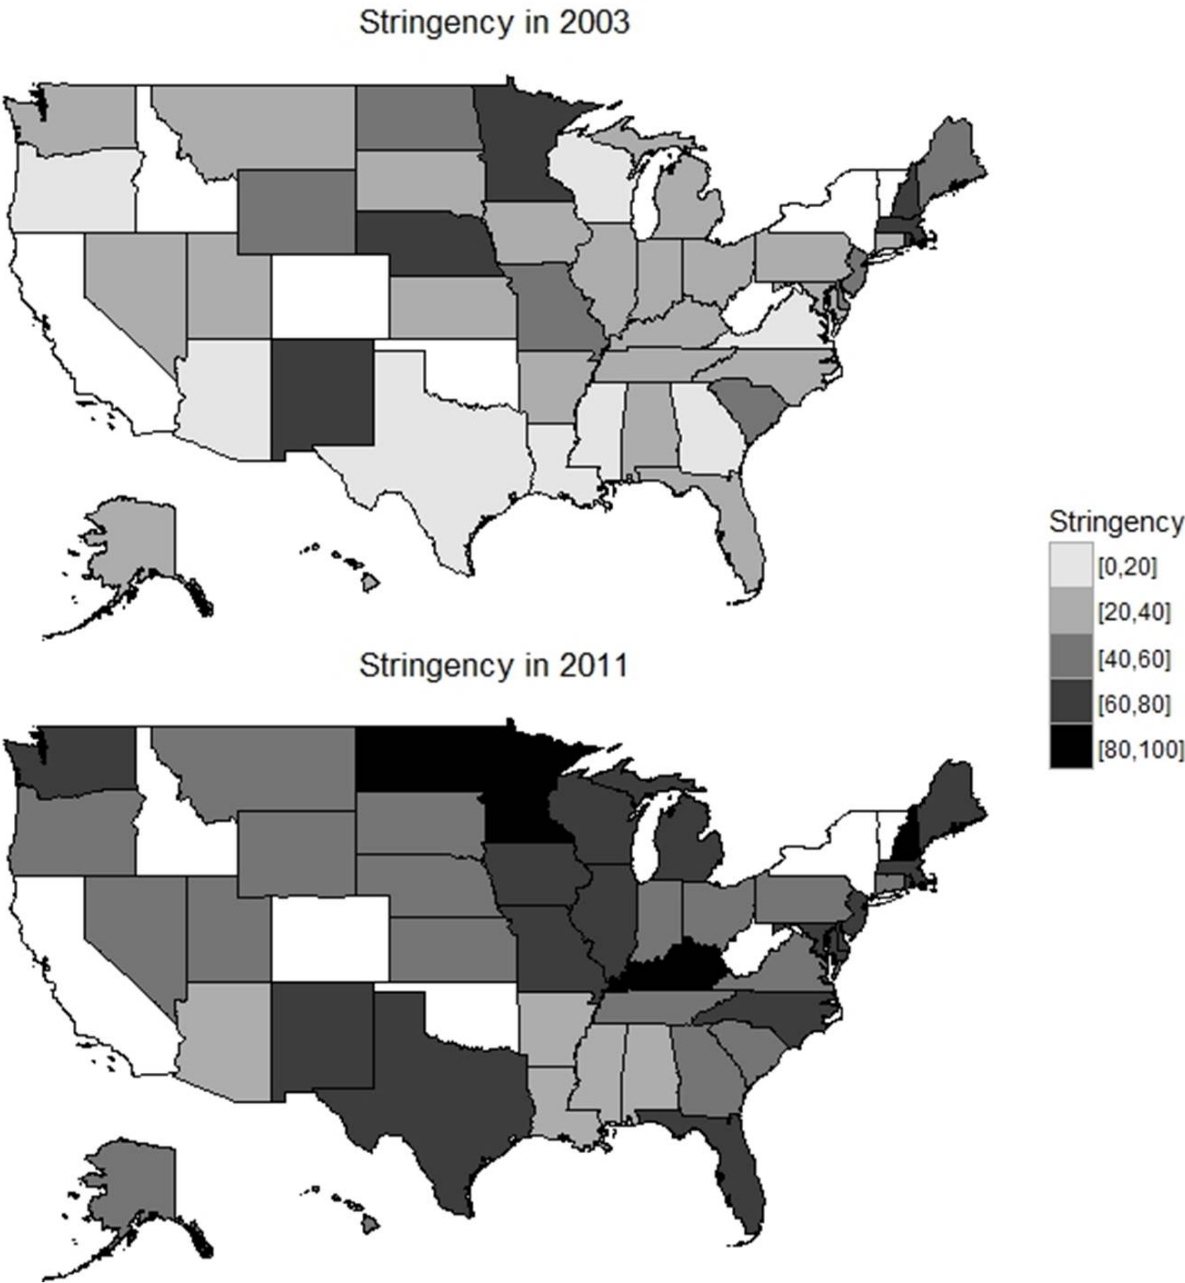 Stringency in 2003
Stringency
[0,20]
[20,40]
[40,60]
[60,80]
[80,100]
Stringency in 2011